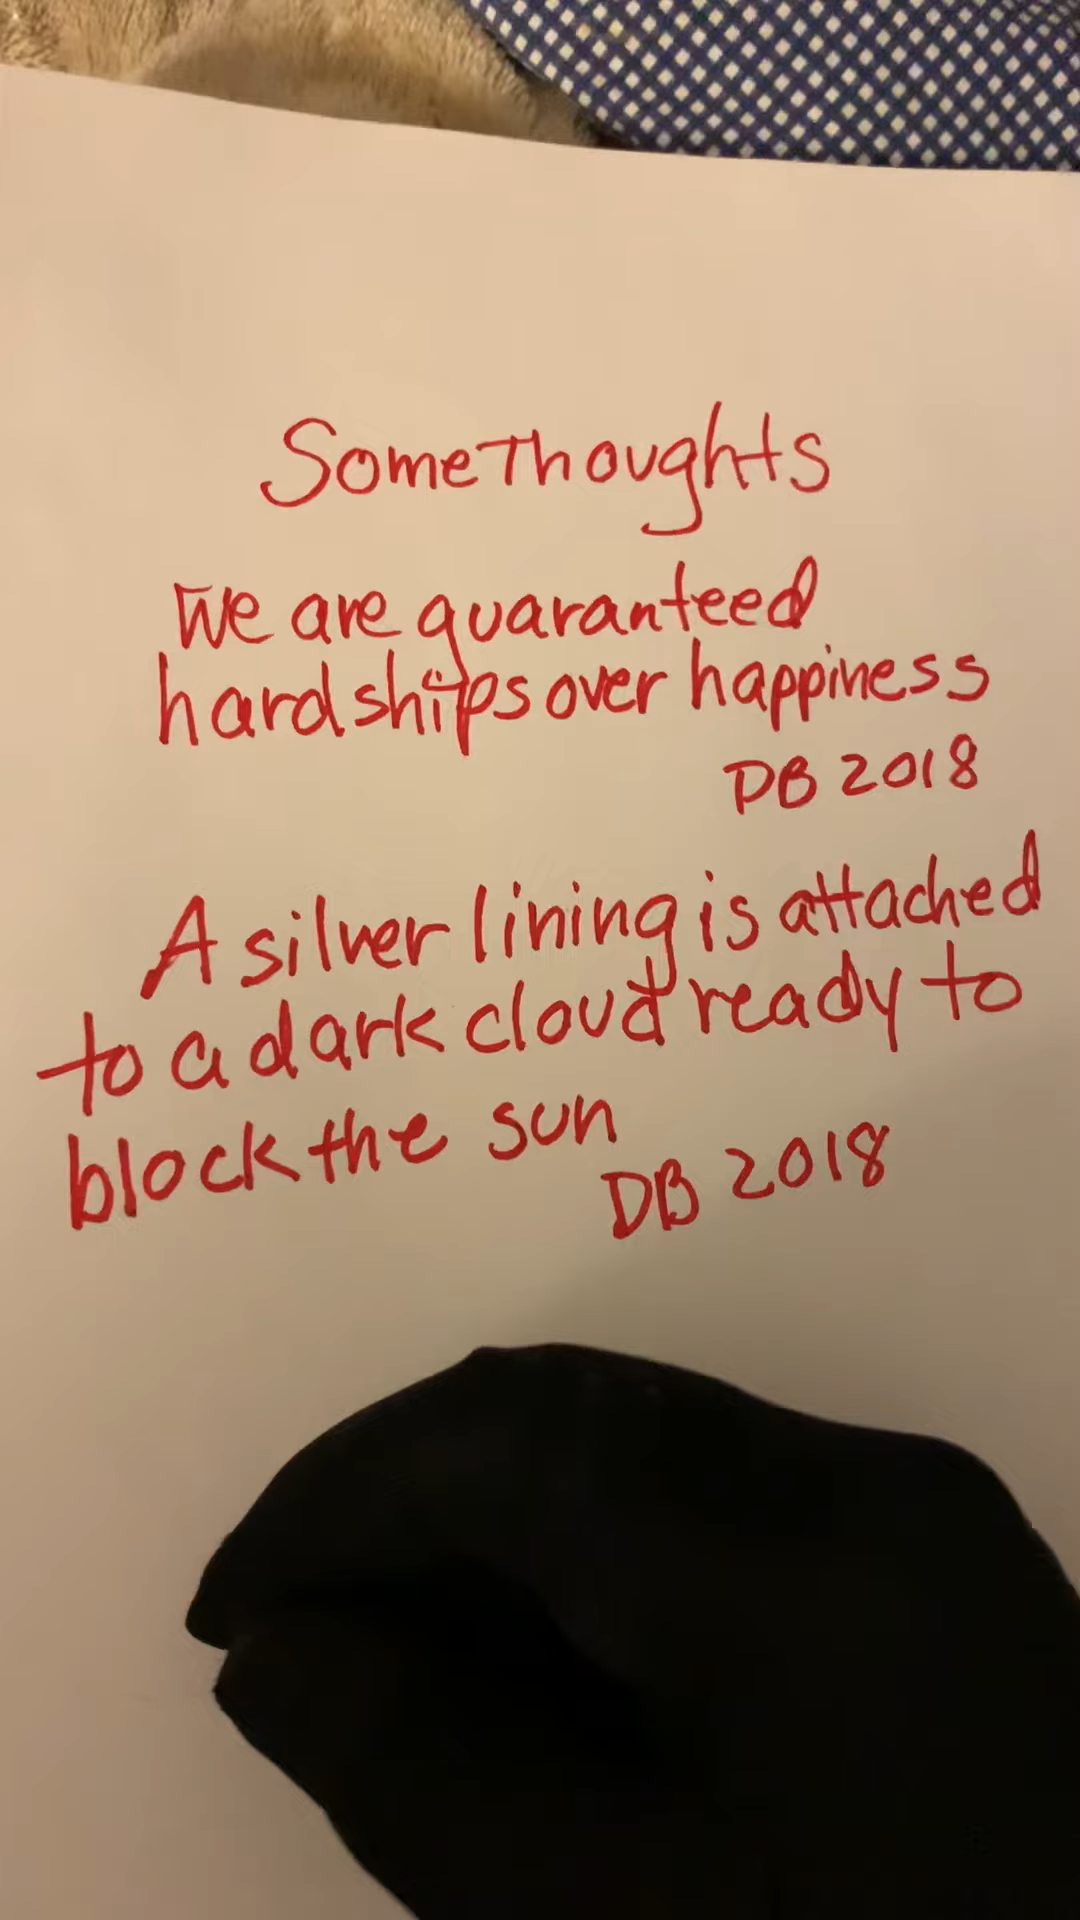 Some Thoughts
We are guaranteed
hardships over happiness
DB 2018
A silver lining is attached
to a dark cloud ready to
block the sun
DB 2018